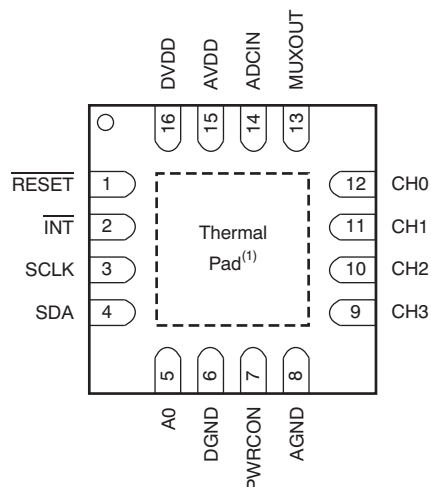 DVDD
AVDD
ADCIN
MUXOUT
16
15
14
13
RESET 1
12 CH0
INT 2
11 CH1
Thermal
Pad(1)
SCLK 3
10 CH2
SDA 4
9 CH3
5
6
7
8
A0
DGND
PWRCON
AGND